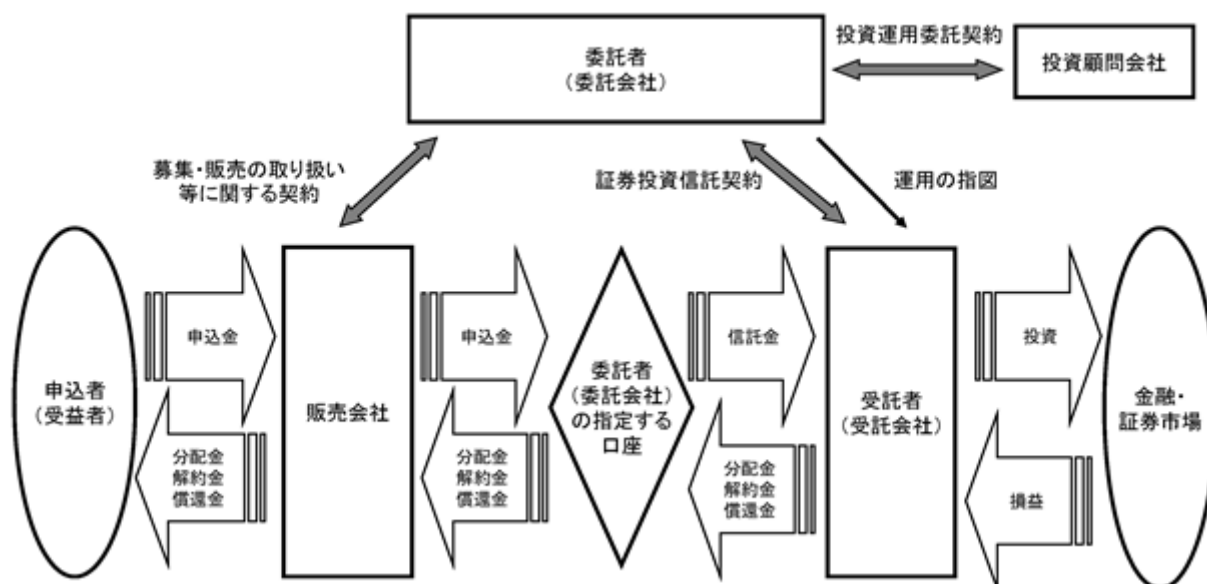 委託者
(委託会社)
投資運用委託契約
投資顧問会社
募集・販売の取り扱い
等に関する契約
証券投資信託契約
運用の指図
申込者
(受益者)
申込金
分配金
解約金
償還金
販売会社
申込金
分配金
解約金
償還金
委託者
(委託会社)
の指定する
口座
信託金
分配金
解約金
償還金
受託者
(受託会社)
投資
損益
金融・
証券市場